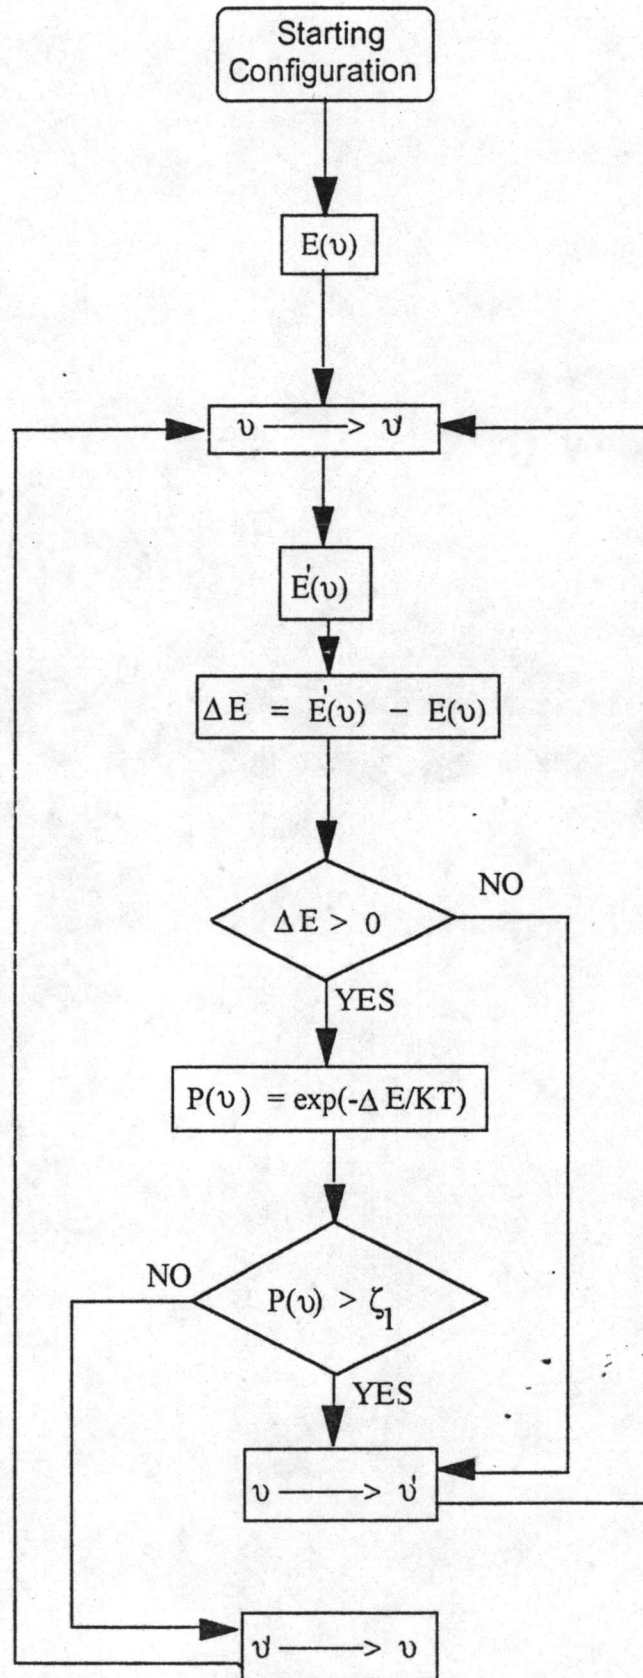 Starting
Configuration
E(υ)
υ ———> υ'
E'(υ)
ΔE = E'(υ) − E(υ)
ΔE > 0
NO
YES
P(υ) = exp(-ΔE/KT)
NO
P(υ) > ζ1
YES
υ ———> υ'
υ' ———> υ